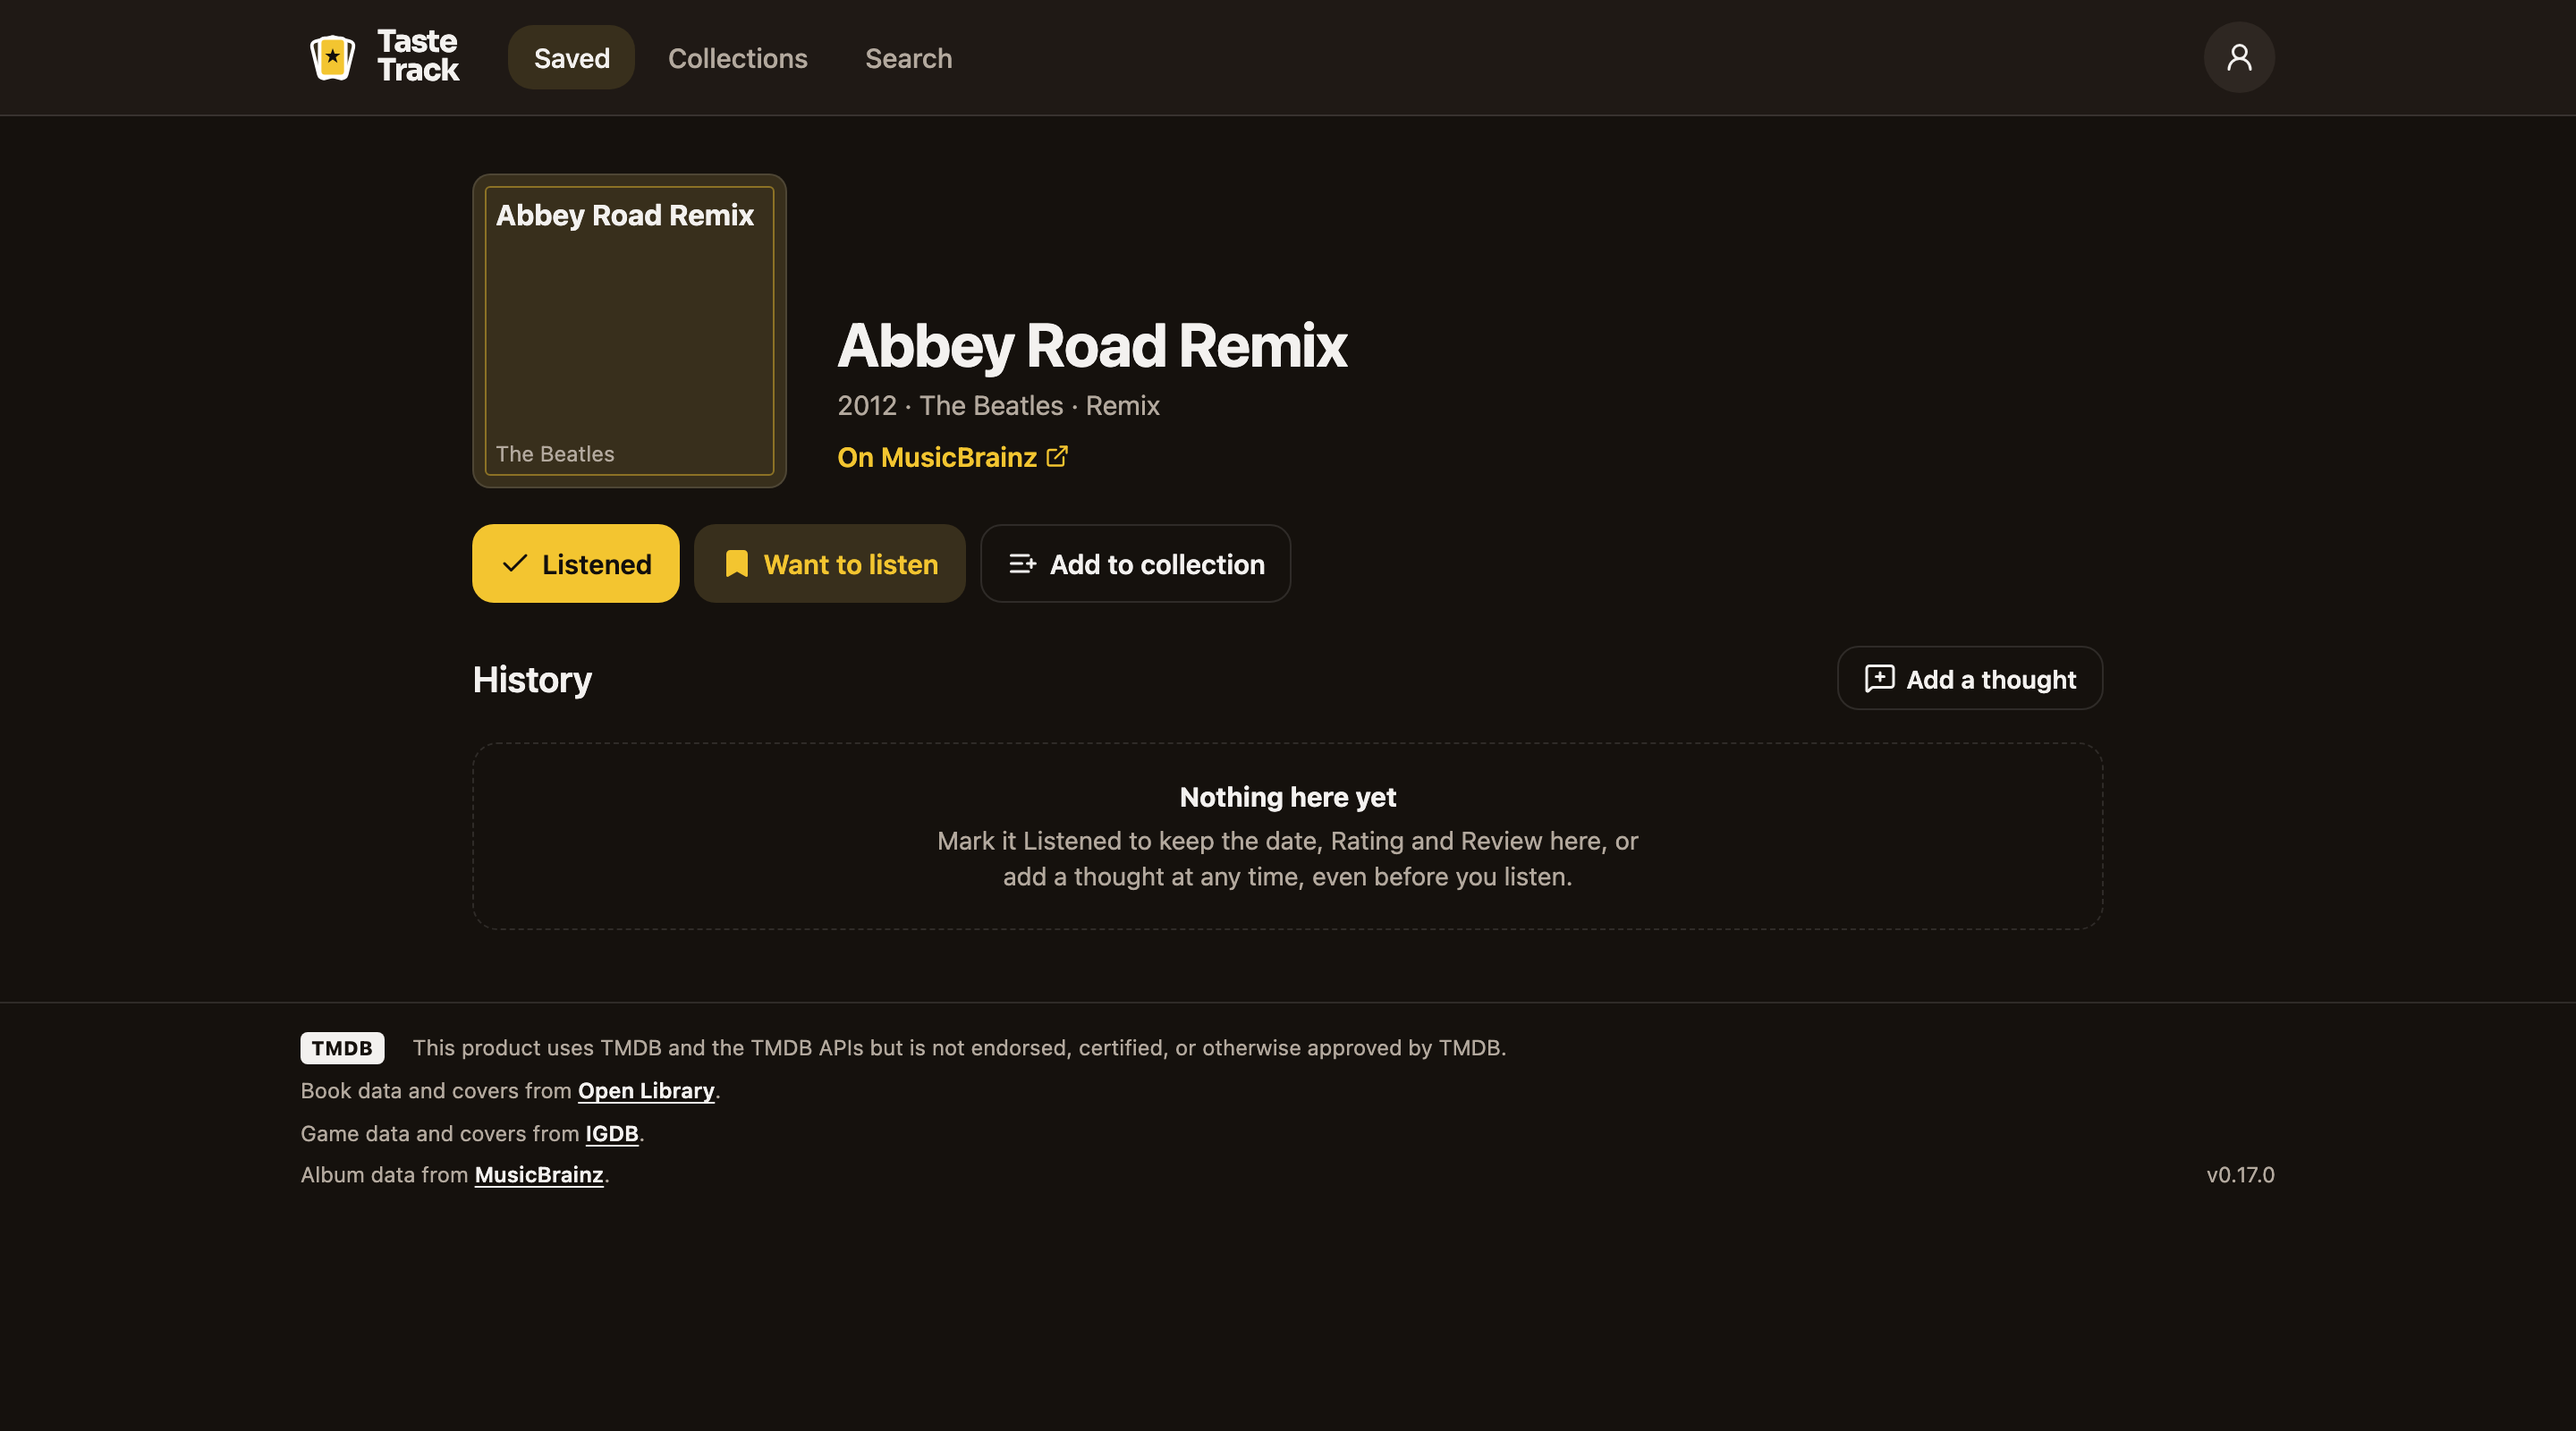 Taste
Track
Saved
Collections
Search
Abbey Road Remix
The Beatles
Abbey Road Remix
2012 · The Beatles · Remix
On MusicBrainz
Listened
Want to listen
Add to collection
History
Add a thought
Nothing here yet
Mark it Listened to keep the date, Rating and Review here, or
add a thought at any time, even before you listen.
TMDB This product uses TMDB and the TMDB APIs but is not endorsed, certified, or otherwise approved by TMDB.
Book data and covers from Open Library.
Game data and covers from IGDB.
Album data from MusicBrainz.
v0.17.0